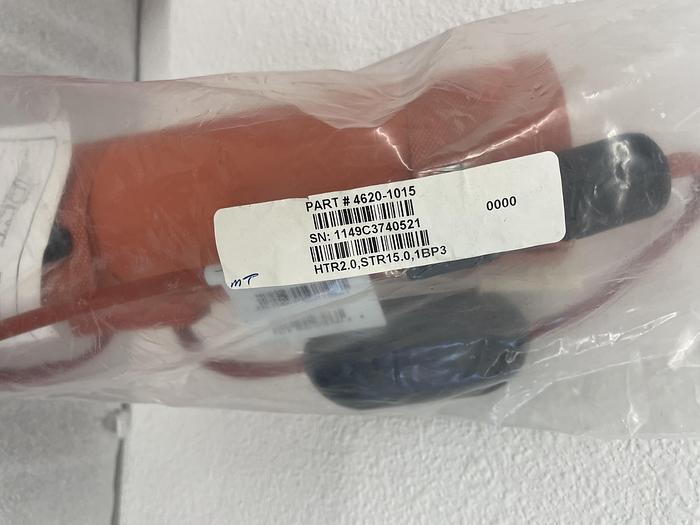 PART # 4620-1015
0000
SN: 1149C3740521
HTR2.0,STR15.0,1BP3
MT